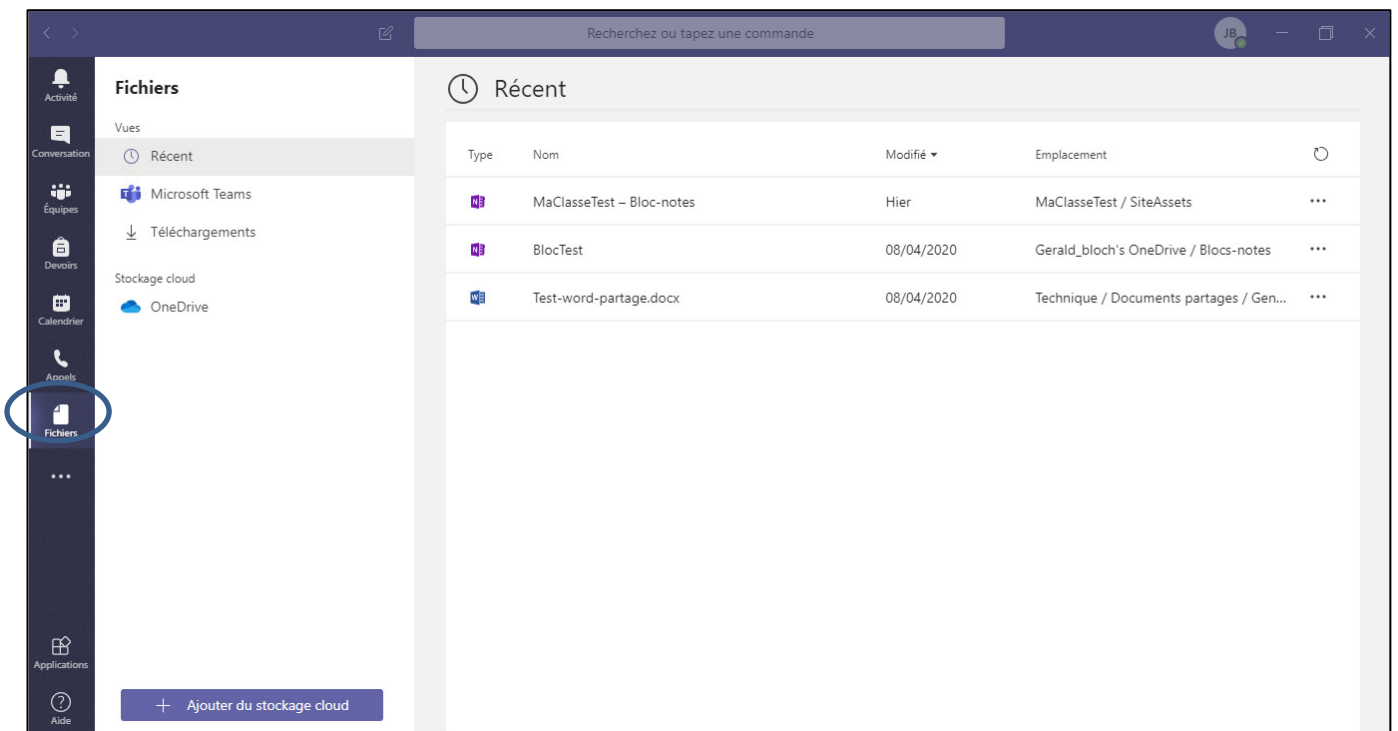 Recherchez ou tapez une commande
JB
Activité
Conversation
Équipes
Devoirs
Calendrier
Appels
Fichiers
Applications
Aide
Fichiers
Vues
Récent
Microsoft Teams
Téléchargements
Stockage cloud
OneDrive
+ Ajouter du stockage cloud
Récent
Type Nom Modifié Emplacement
MaClasseTest – Bloc-notes Hier MaClasseTest / SiteAssets
BlocTest 08/04/2020 Gerald_bloch's OneDrive / Blocs-notes
Test-word-partage.docx 08/04/2020 Technique / Documents partages / Gen...